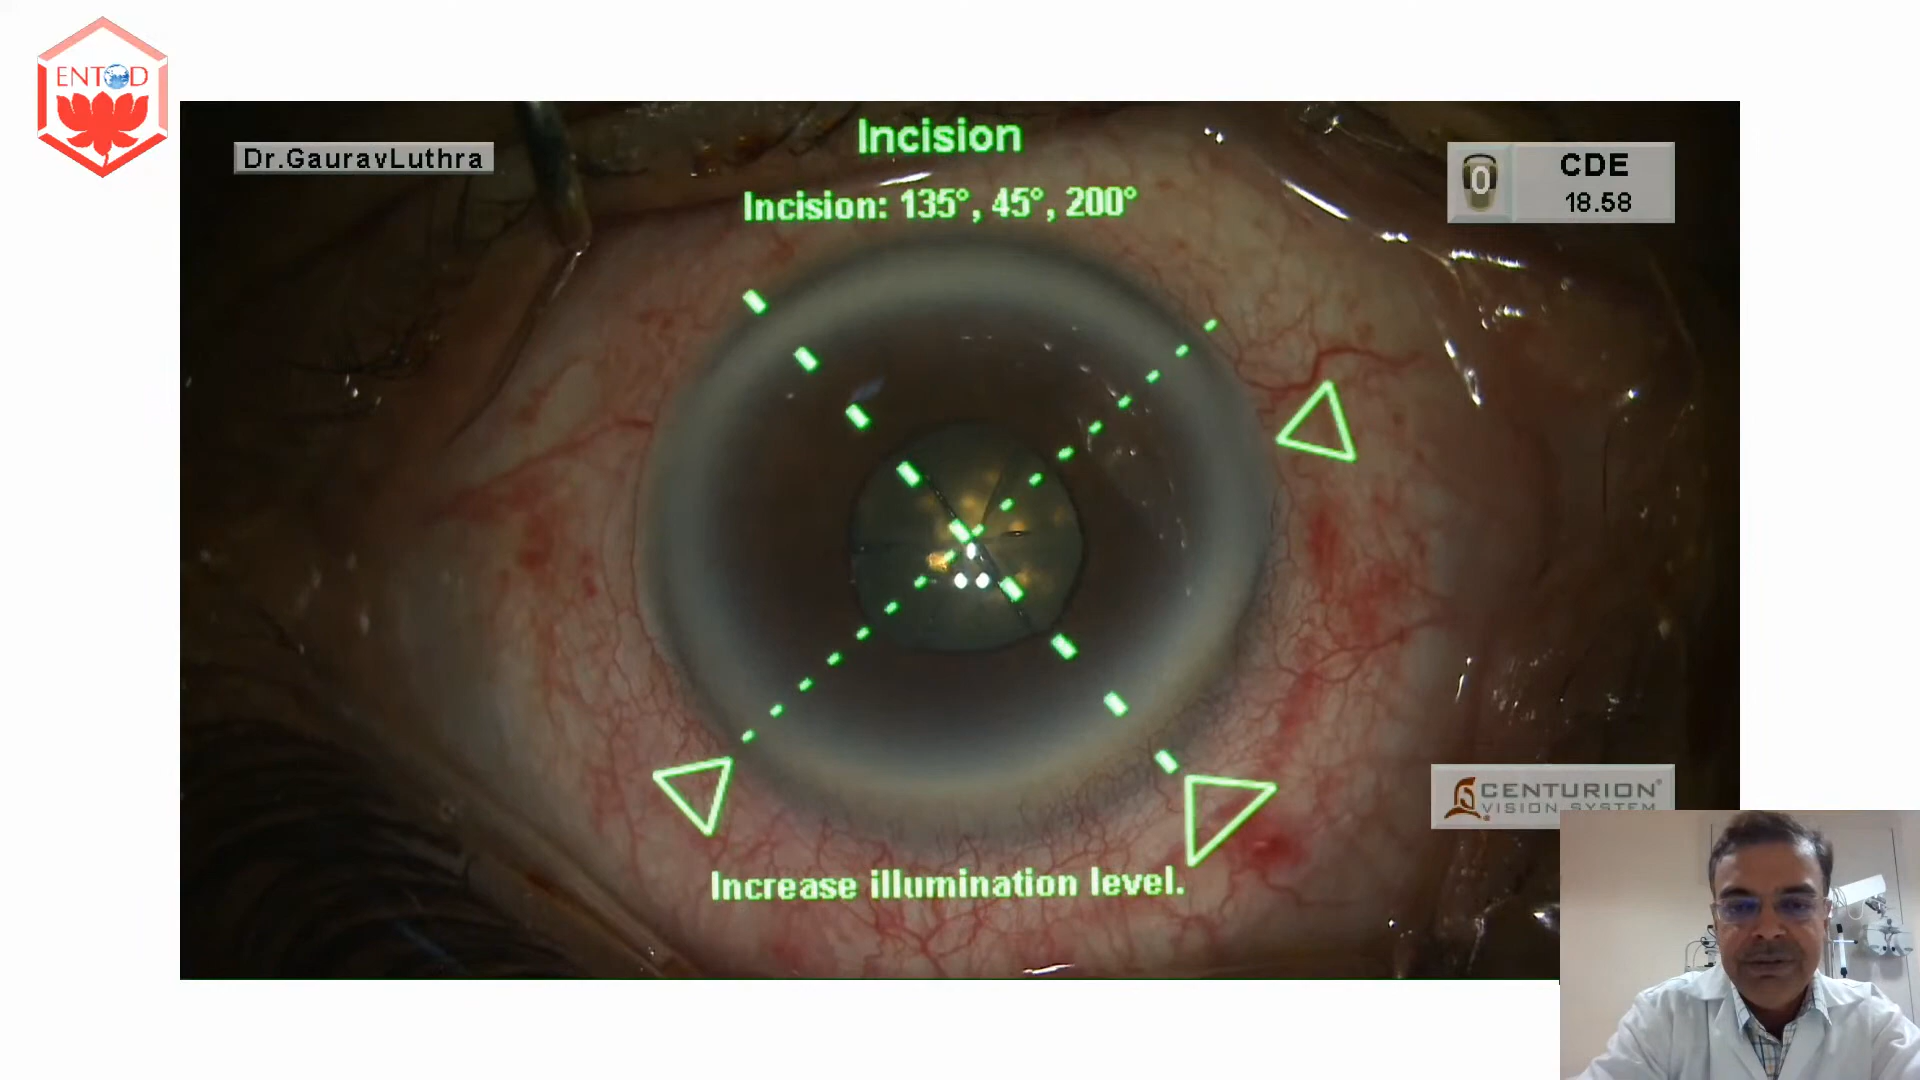 ENTOD
Dr.GauravLuthra
Incision
Incision: 135°, 45°, 200°
0
CDE
18.58
Increase illumination level.
CENTURION®
VISION SYSTEM